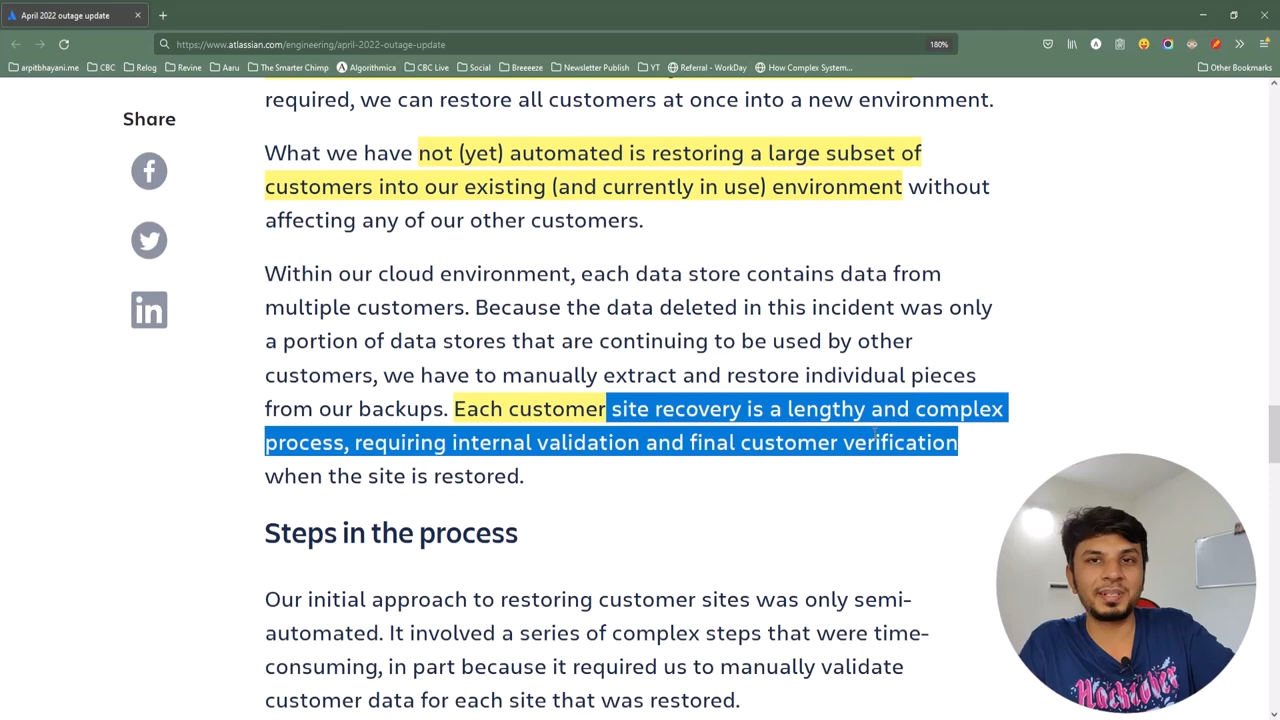 April 2022 outage update
https://www.atlassian.com/engineering/april-2022-outage-update
180%
arpitbhayani.me
CBC
Relog
Revine
Aaru
The Smarter Chimp
Algorithmica
CBC Live
Social
Breeeeze
Newsletter Publish
YT
Referral - WorkDay
How Complex System...
Other Bookmarks
Share
required, we can restore all customers at once into a new environment.
What we have not (yet) automated is restoring a large subset of
customers into our existing (and currently in use) environment without
affecting any of our other customers.
Within our cloud environment, each data store contains data from
multiple customers. Because the data deleted in this incident was only
a portion of data stores that are continuing to be used by other
customers, we have to manually extract and restore individual pieces
from our backups. Each customer site recovery is a lengthy and complex
process, requiring internal validation and final customer verification
when the site is restored.
Steps in the process
Our initial approach to restoring customer sites was only semi-
automated. It involved a series of complex steps that were time-
consuming, in part because it required us to manually validate
customer data for each site that was restored.